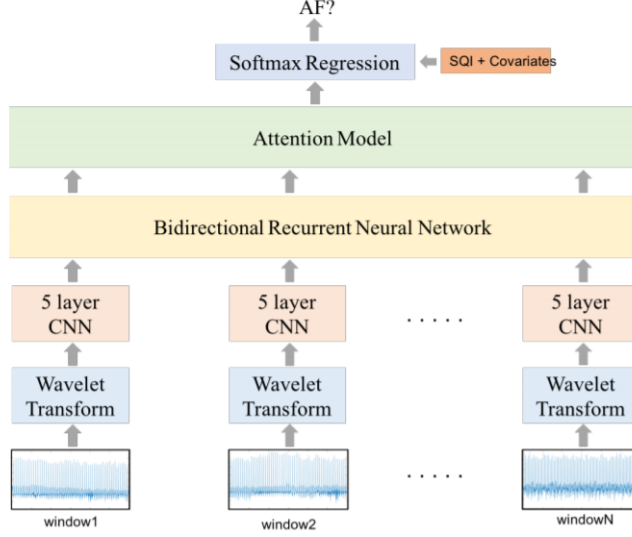 AF?
Softmax Regression
SQI + Covariates
Attention Model
Bidirectional Recurrent Neural Network
5 layer
CNN
5 layer
CNN
. . . . .
5 layer
CNN
Wavelet
Transform
Wavelet
Transform
Wavelet
Transform
. . . . .
window1
window2
windowN